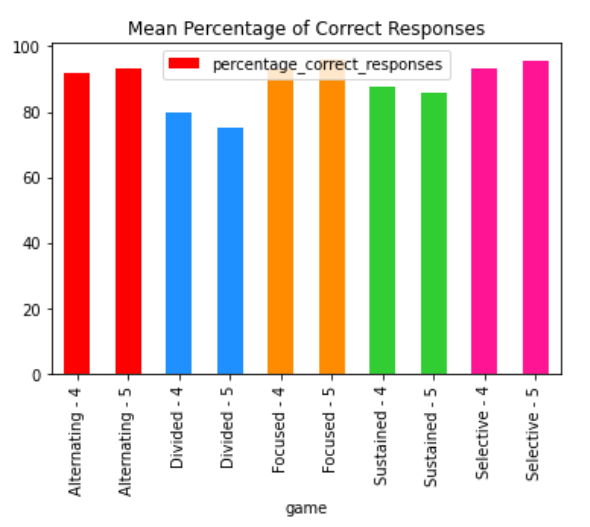 Mean Percentage of Correct Responses
percentage_correct_responses
100
80
60
40
20
0
Alternating - 4
Alternating - 5
Divided - 4
Divided - 5
Focused - 4
Focused - 5
Sustained - 4
Sustained - 5
Selective - 4
Selective - 5
game